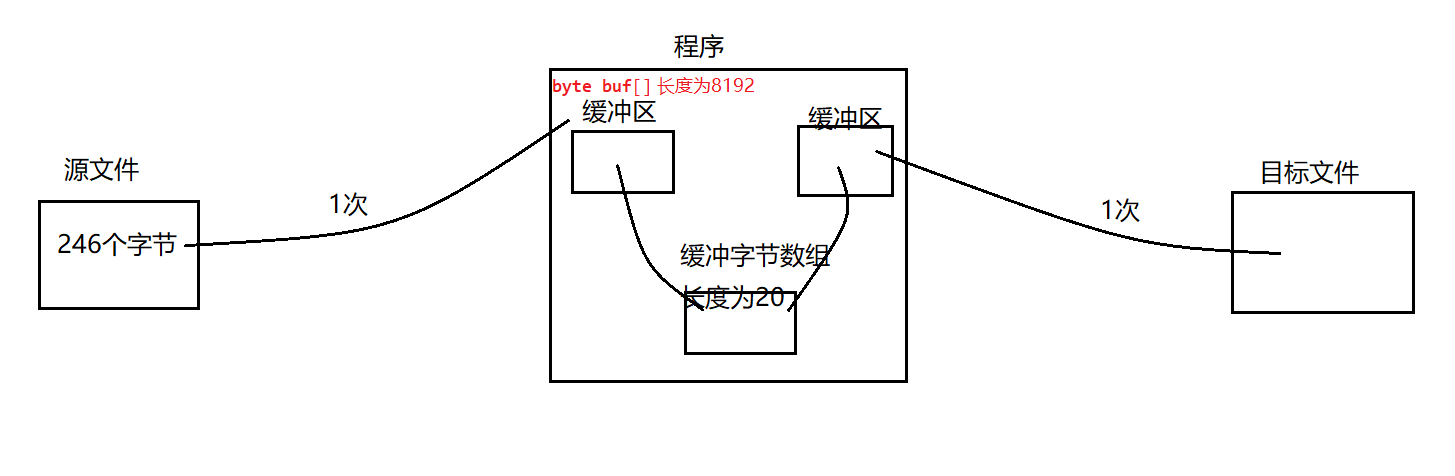 程序
byte buf[] 长度为8192
缓冲区
缓冲区
源文件
目标文件
1次
1次
246个字节
缓冲字节数组
长度为20